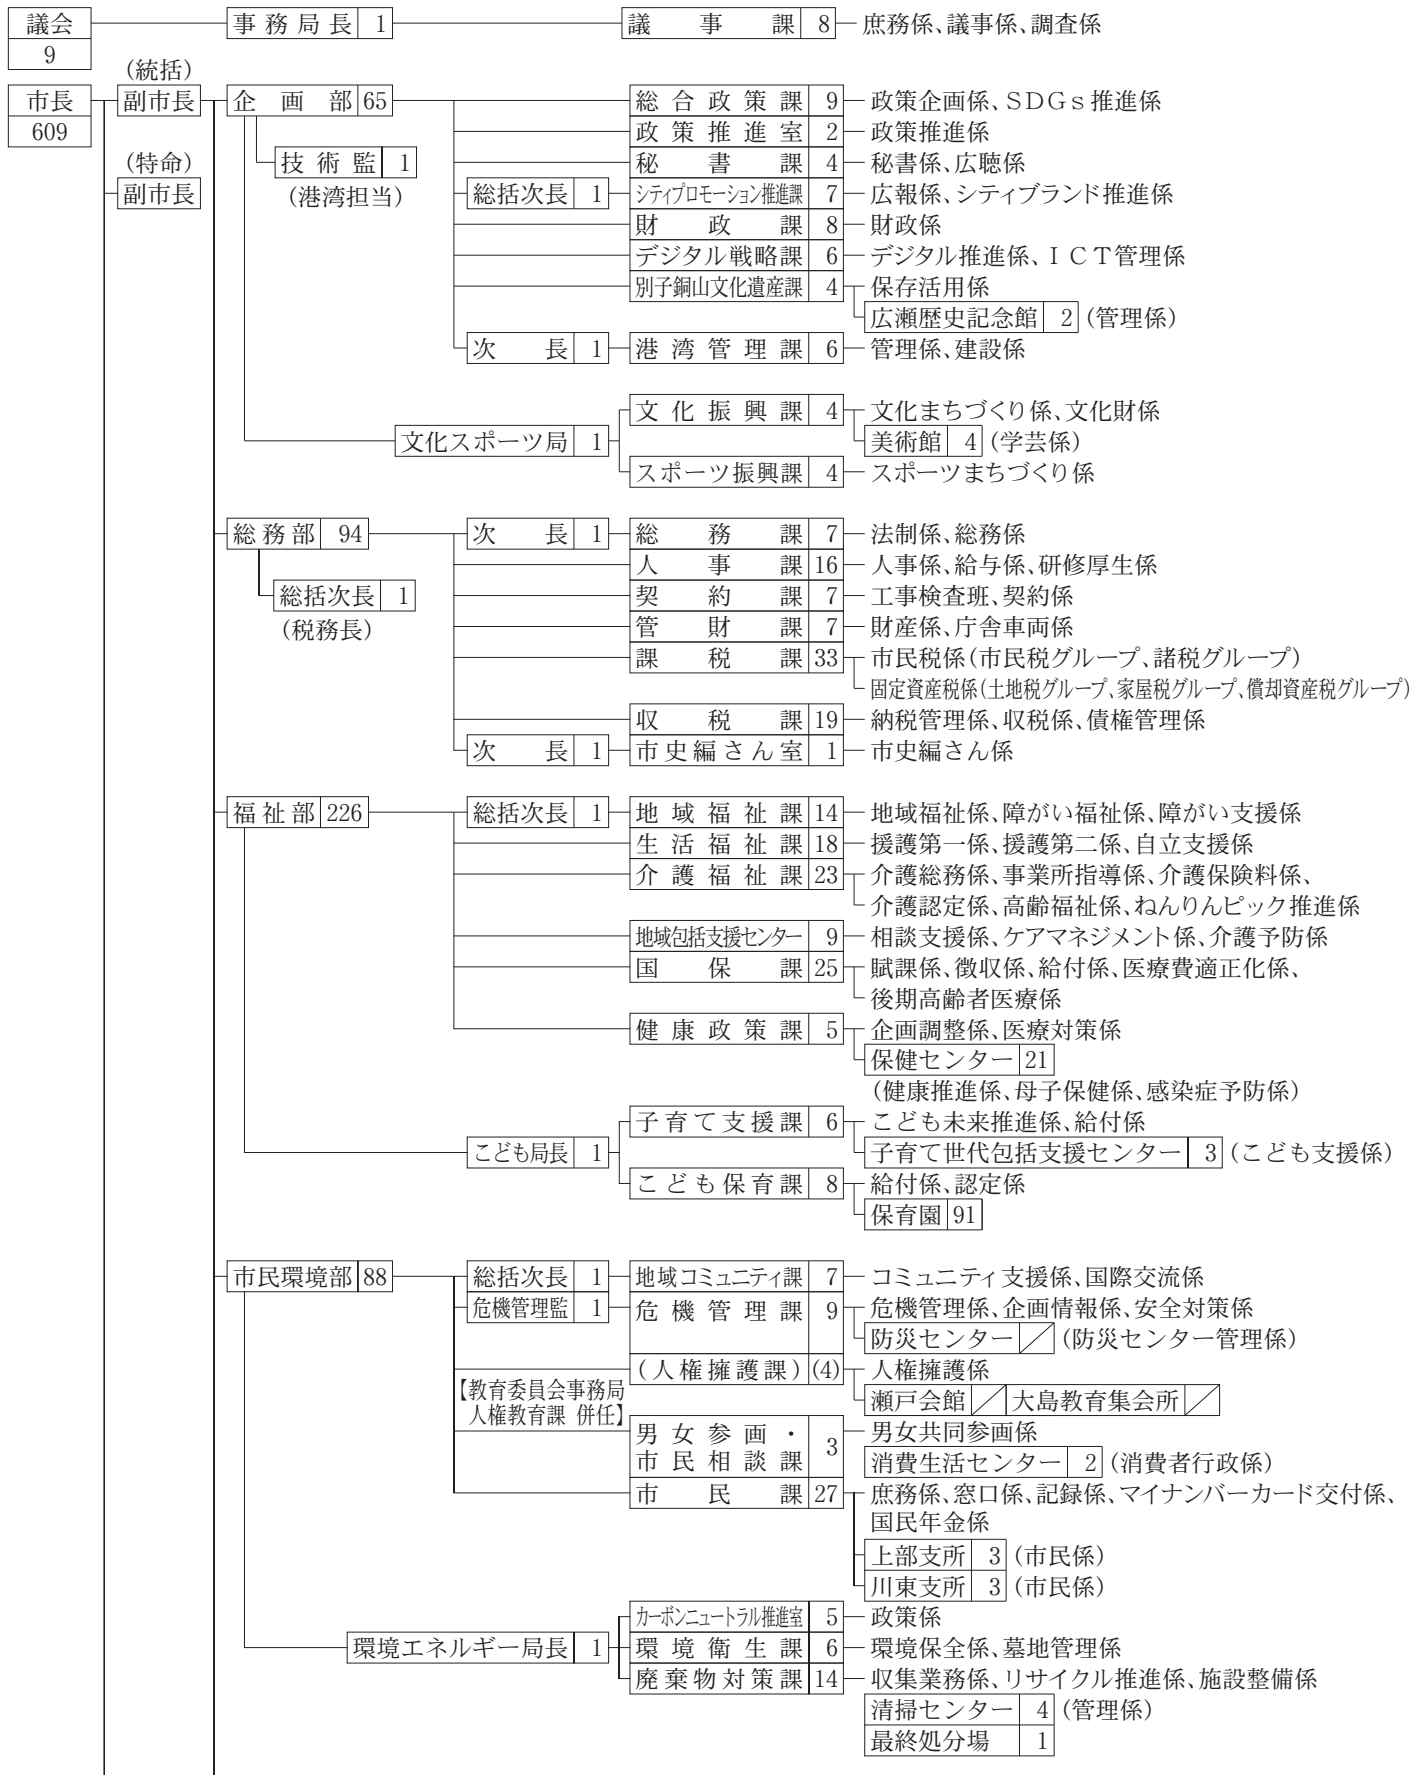 議会 事務局長 1 議事課 8 庶務係、議事係、調査係
9
(統括)
市長 副市長 企画部 65 総合政策課 9 政策企画係、SDGs推進係
609 政策推進室 2 政策推進係
(特命) 技術監 1 秘書課 4 秘書係、広聴係
副市長 (港湾担当) 総括次長 1 シティプロモーション推進課 7 広報係、シティブランド推進係
財政課 8 財政係
デジタル戦略課 6 デジタル推進係、ICT管理係
別子銅山文化遺産課 4 保存活用係
広瀬歴史記念館 2 (管理係)
次長 1 港湾管理課 6 管理係、建設係
文化振興課 4 文化まちづくり係、文化財係
文化スポーツ局 1 美術館 4 (学芸係)
スポーツ振興課 4 スポーツまちづくり係
総務部 94 次長 1 総務課 7 法制係、総務係
人事課 16 人事係、給与係、研修厚生係
総括次長 1 契約課 7 工事検査班、契約係
(税務長) 管財課 7 財産係、庁舎車両係
課税課 33 市民税係(市民税グループ、諸税グループ)
固定資産税係(土地税グループ、家屋税グループ、償却資産税グループ)
収税課 19 納税管理係、収税係、債権管理係
次長 1 市史編さん室 1 市史編さん係
福祉部 226 総括次長 1 地域福祉課 14 地域福祉係、障がい福祉係、障がい支援係
生活福祉課 18 援護第一係、援護第二係、自立支援係
介護福祉課 23 介護総務係、事業所指導係、介護保険料係、
介護認定係、高齢福祉係、ねんりんピック推進係
地域包括支援センター 9 相談支援係、ケアマネジメント係、介護予防係
国保課 25 賦課係、徴収係、給付係、医療費適正化係、
後期高齢者医療係
健康政策課 5 企画調整係、医療対策係
保健センター 21
(健康推進係、母子保健係、感染症予防係)
子育て支援課 6 こども未来推進係、給付係
こども局長 1 子育て世代包括支援センター 3 (こども支援係)
こども保育課 8 給付係、認定係
保育園 91
市民環境部 88 総括次長 1 地域コミュニティ課 7 コミュニティ支援係、国際交流係
危機管理監 1 危機管理課 9 危機管理係、企画情報係、安全対策係
防災センター (防災センター管理係)
(人権擁護課) (4) 人権擁護係
【教育委員会事務局 瀬戸会館 大島教育集会所
人権教育課 併任】
男女参画・市民相談課 3 男女共同参画係
消費生活センター 2 (消費者行政係)
市民課 27 庶務係、窓口係、記録係、マイナンバーカード交付係、
国民年金係
上部支所 3 (市民係)
川東支所 3 (市民係)
カーボンニュートラル推進室 5 政策係
環境エネルギー局長 1 環境衛生課 6 環境保全係、墓地管理係
廃棄物対策課 14 収集業務係、リサイクル推進係、施設整備係
清掃センター 4 (管理係)
最終処分場 1